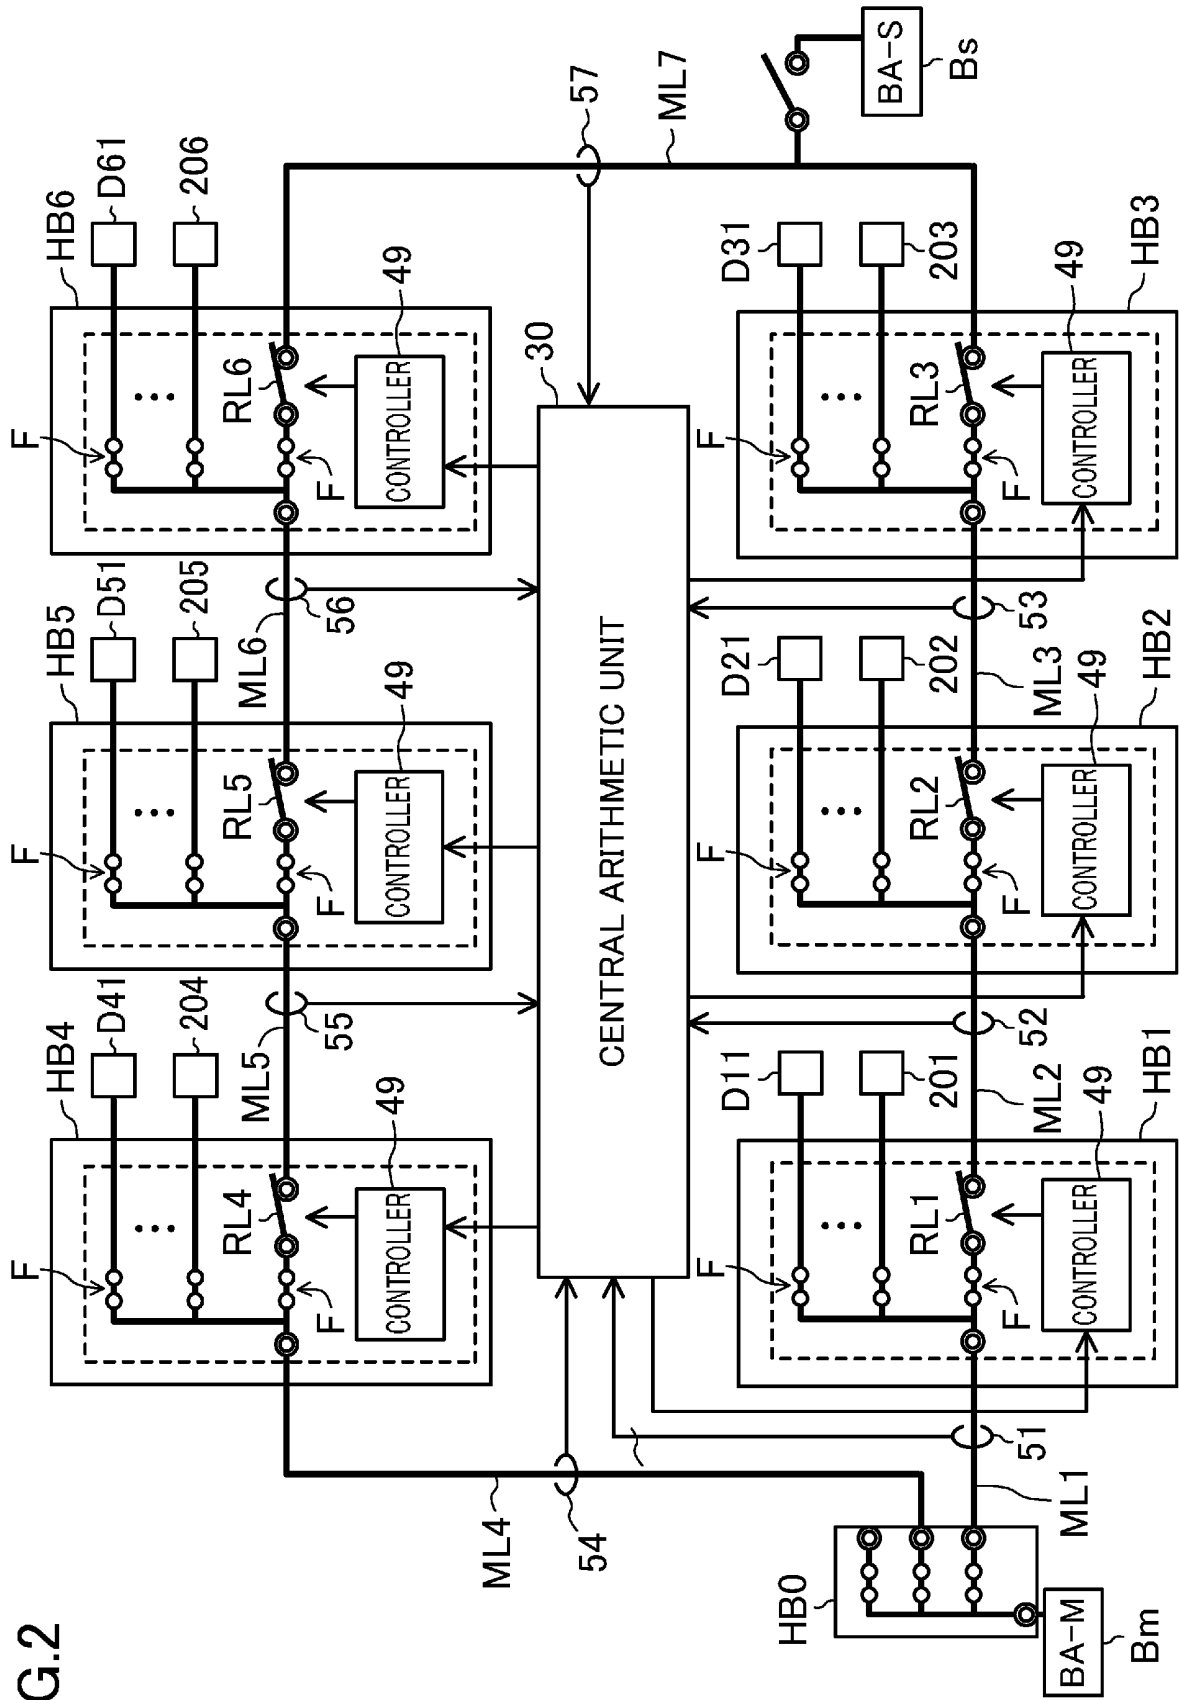 G.2
HB4
D41
204
F
RL4
F
49
CONTROLLER
ML5
55
HB5
D51
205
F
RL5
F
49
CONTROLLER
ML6
56
HB6
D61
206
F
RL6
F
49
CONTROLLER
57
ML7
BA-S
Bs
ML4
54
CENTRAL ARITHMETIC UNIT
30
HB0
BA-M
Bm
ML1
51
D11
201
F
RL1
F
49
CONTROLLER
HB1
ML2
52
D21
202
F
RL2
F
49
CONTROLLER
HB2
ML3
53
D31
203
F
RL3
F
49
CONTROLLER
HB3